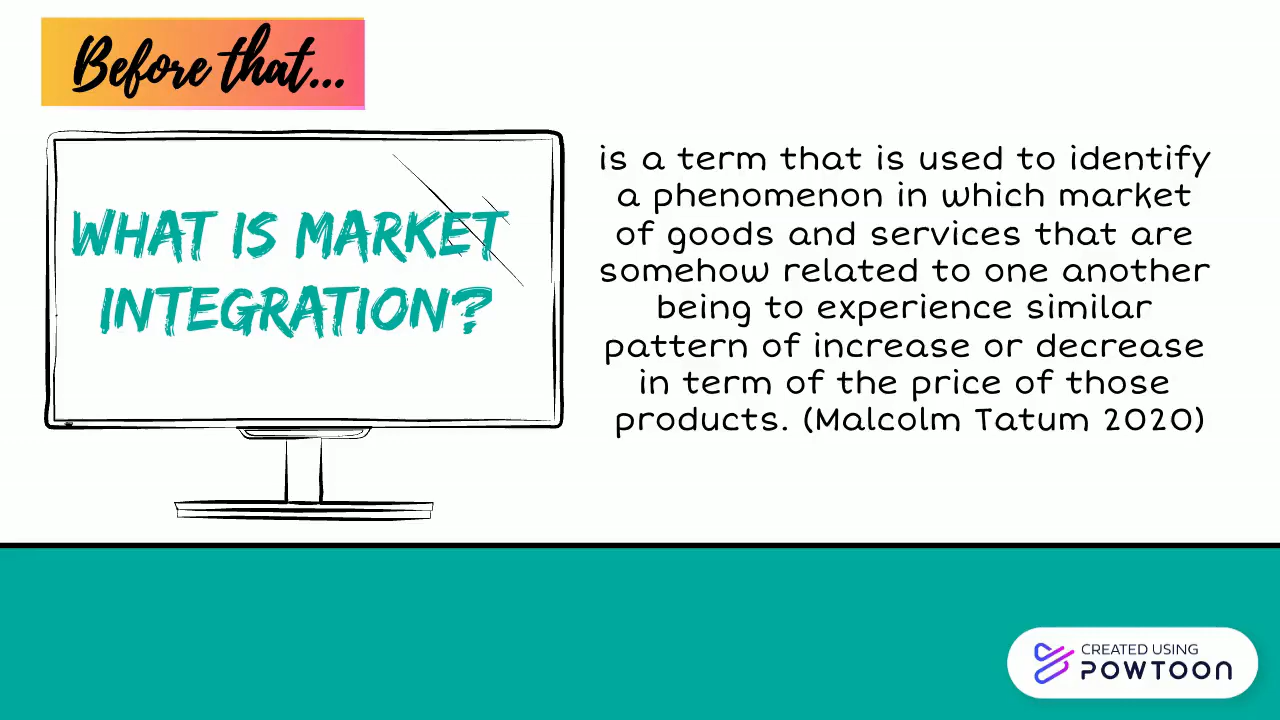 Before that...
WHAT IS MARKET
INTEGRATION?
is a term that is used to identify
a phenomenon in which market
of goods and services that are
somehow related to one another
being to experience similar
pattern of increase or decrease
in term of the price of those
products. (Malcolm Tatum 2020)
CREATED USING
POWTOON